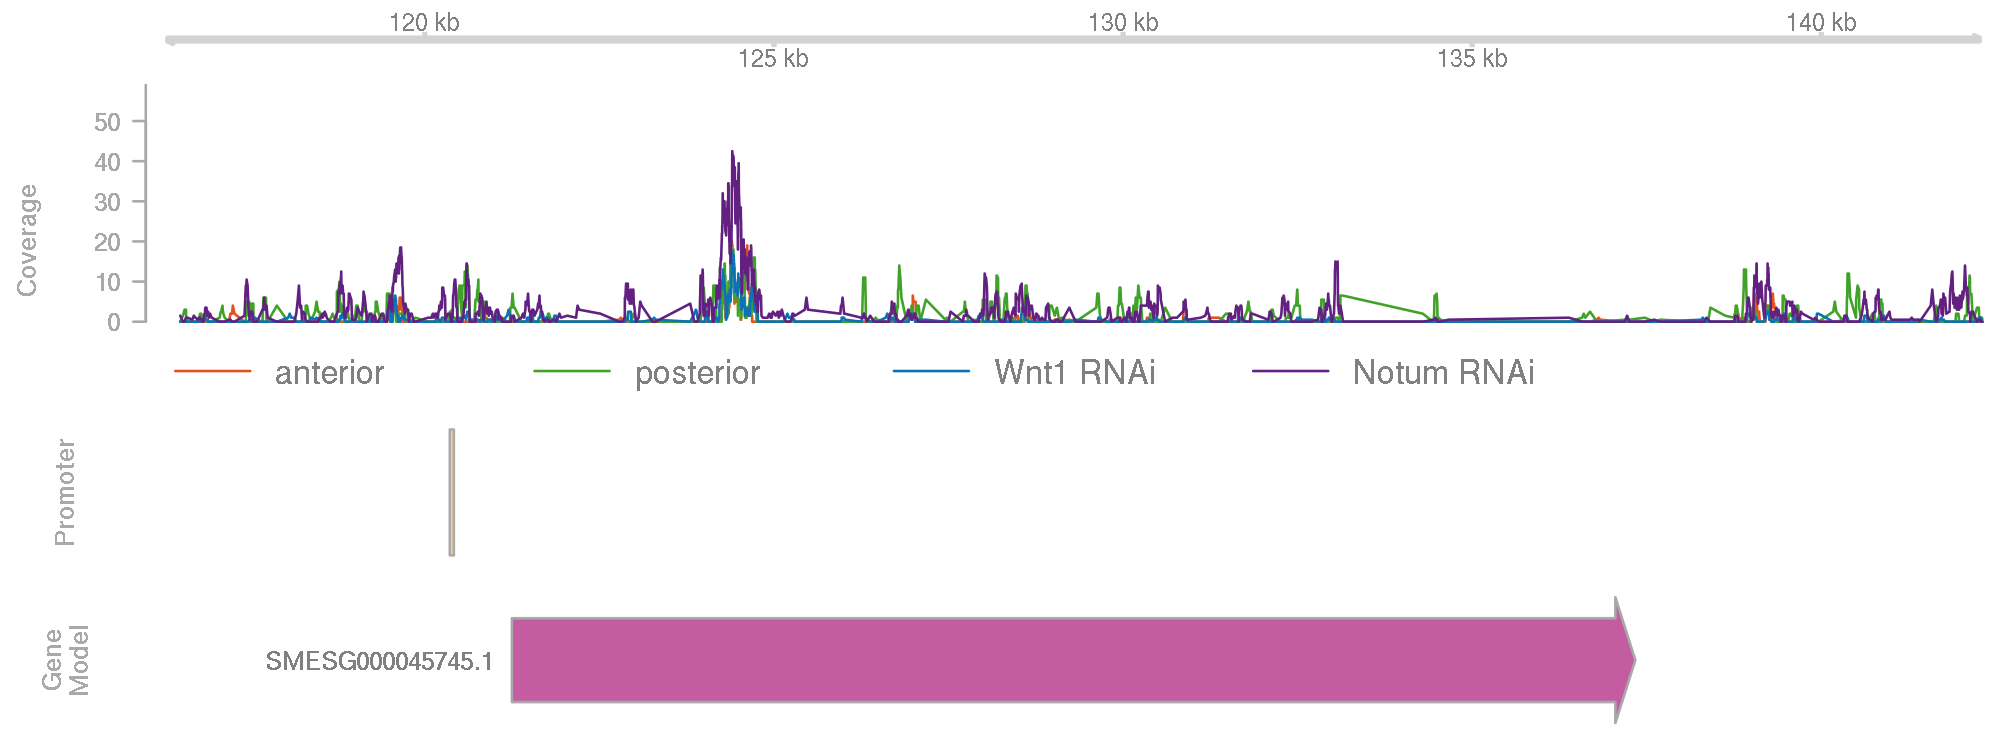 120 kb
130 kb
140 kb
125 kb
135 kb
Coverage
50
40
30
20
10
0
anterior
posterior
Wnt1 RNAi
Notum RNAi
Promoter
Gene
Model
SMESG000045745.1